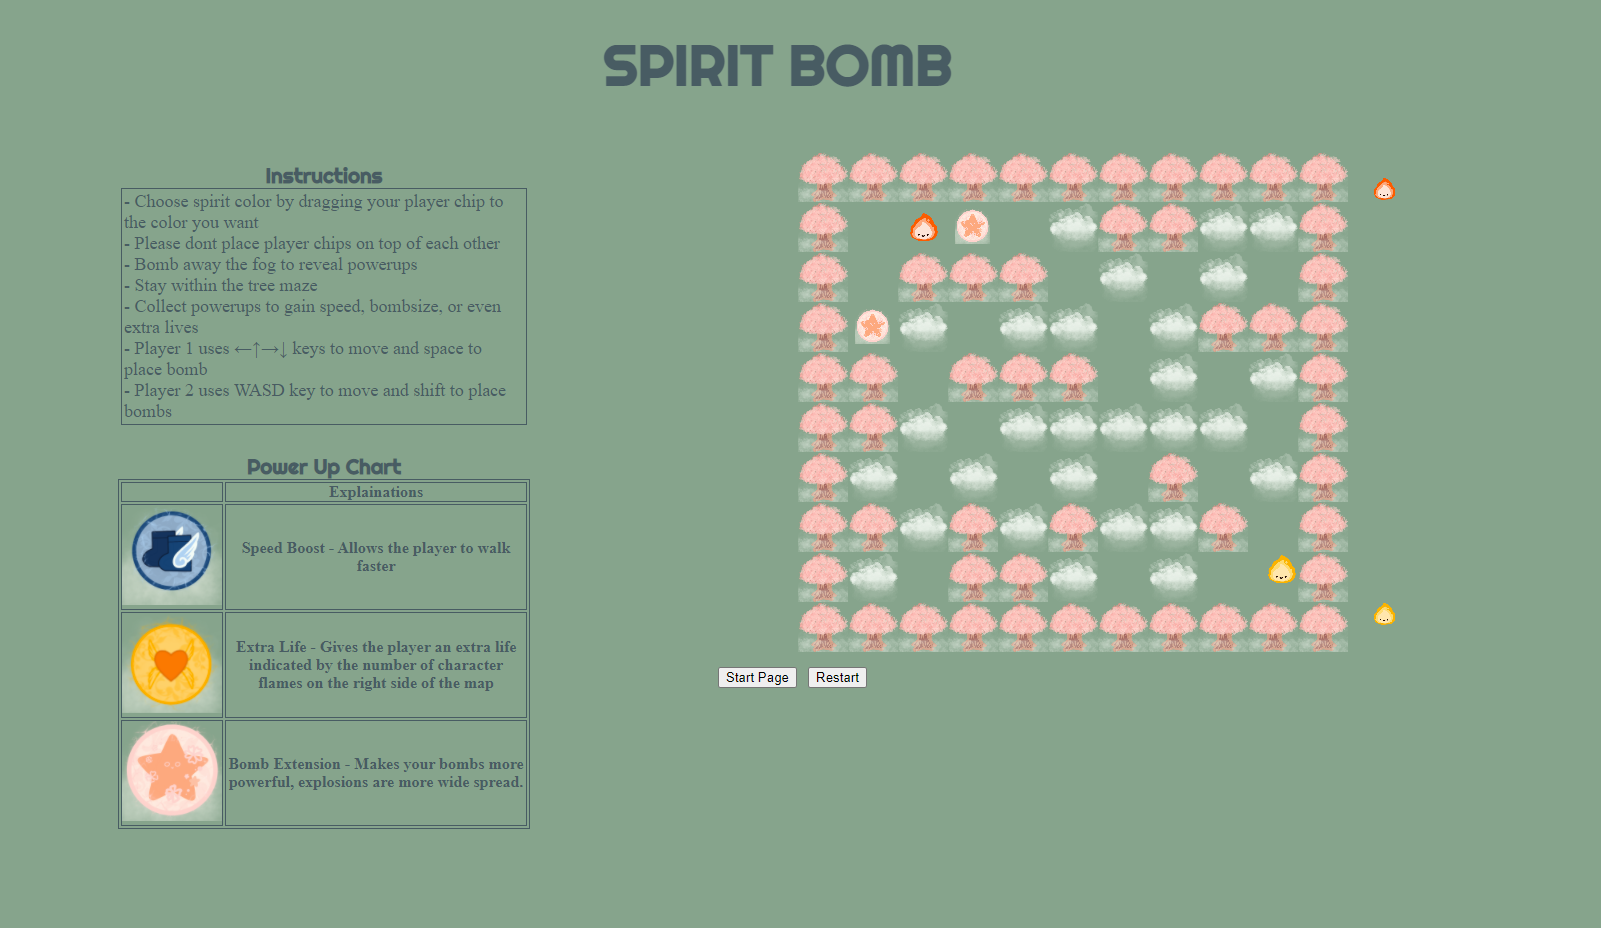 SPIRIT BOMB
Instructions
- Choose spirit color by dragging your player chip to
the color you want
- Please dont place player chips on top of each other
- Bomb away the fog to reveal powerups
- Stay within the tree maze
- Collect powerups to gain speed, bombsize, or even
extra lives
- Player 1 uses ←↑→↓ keys to move and space to
place bomb
- Player 2 uses WASD key to move and shift to place
bombs
Power Up Chart
Explainations
Speed Boost - Allows the player to walk
faster
Extra Life - Gives the player an extra life
indicated by the number of character
flames on the right side of the map
Bomb Extension - Makes your bombs more
powerful, explosions are more wide spread.
Start Page
Restart